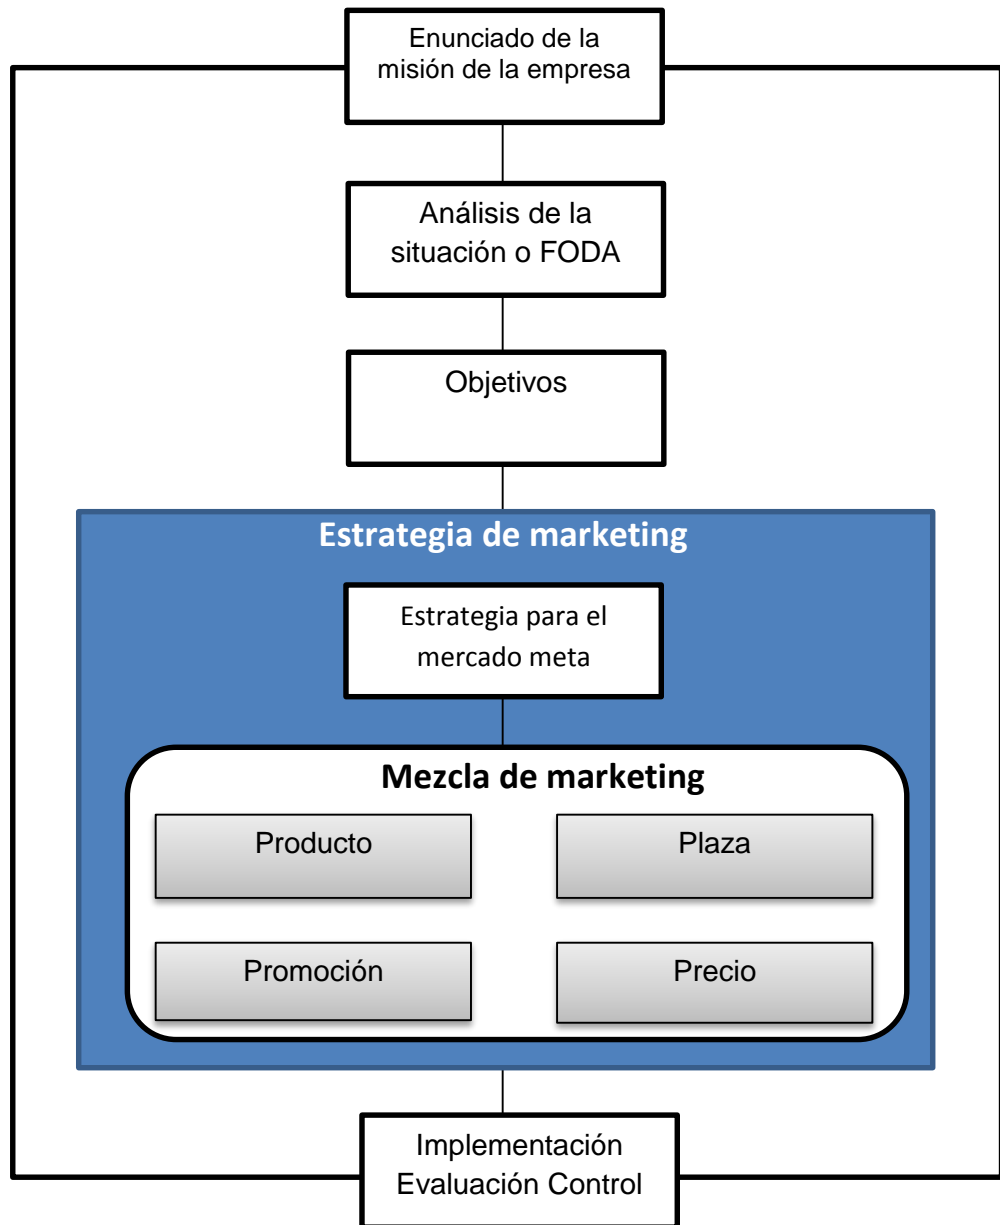 Enunciado de la
misión de la empresa
Análisis de la
situación o FODA
Objetivos
Estrategia de marketing
Estrategia para el
mercado meta
Mezcla de marketing
Producto
Plaza
Promoción
Precio
Implementación
Evaluación Control